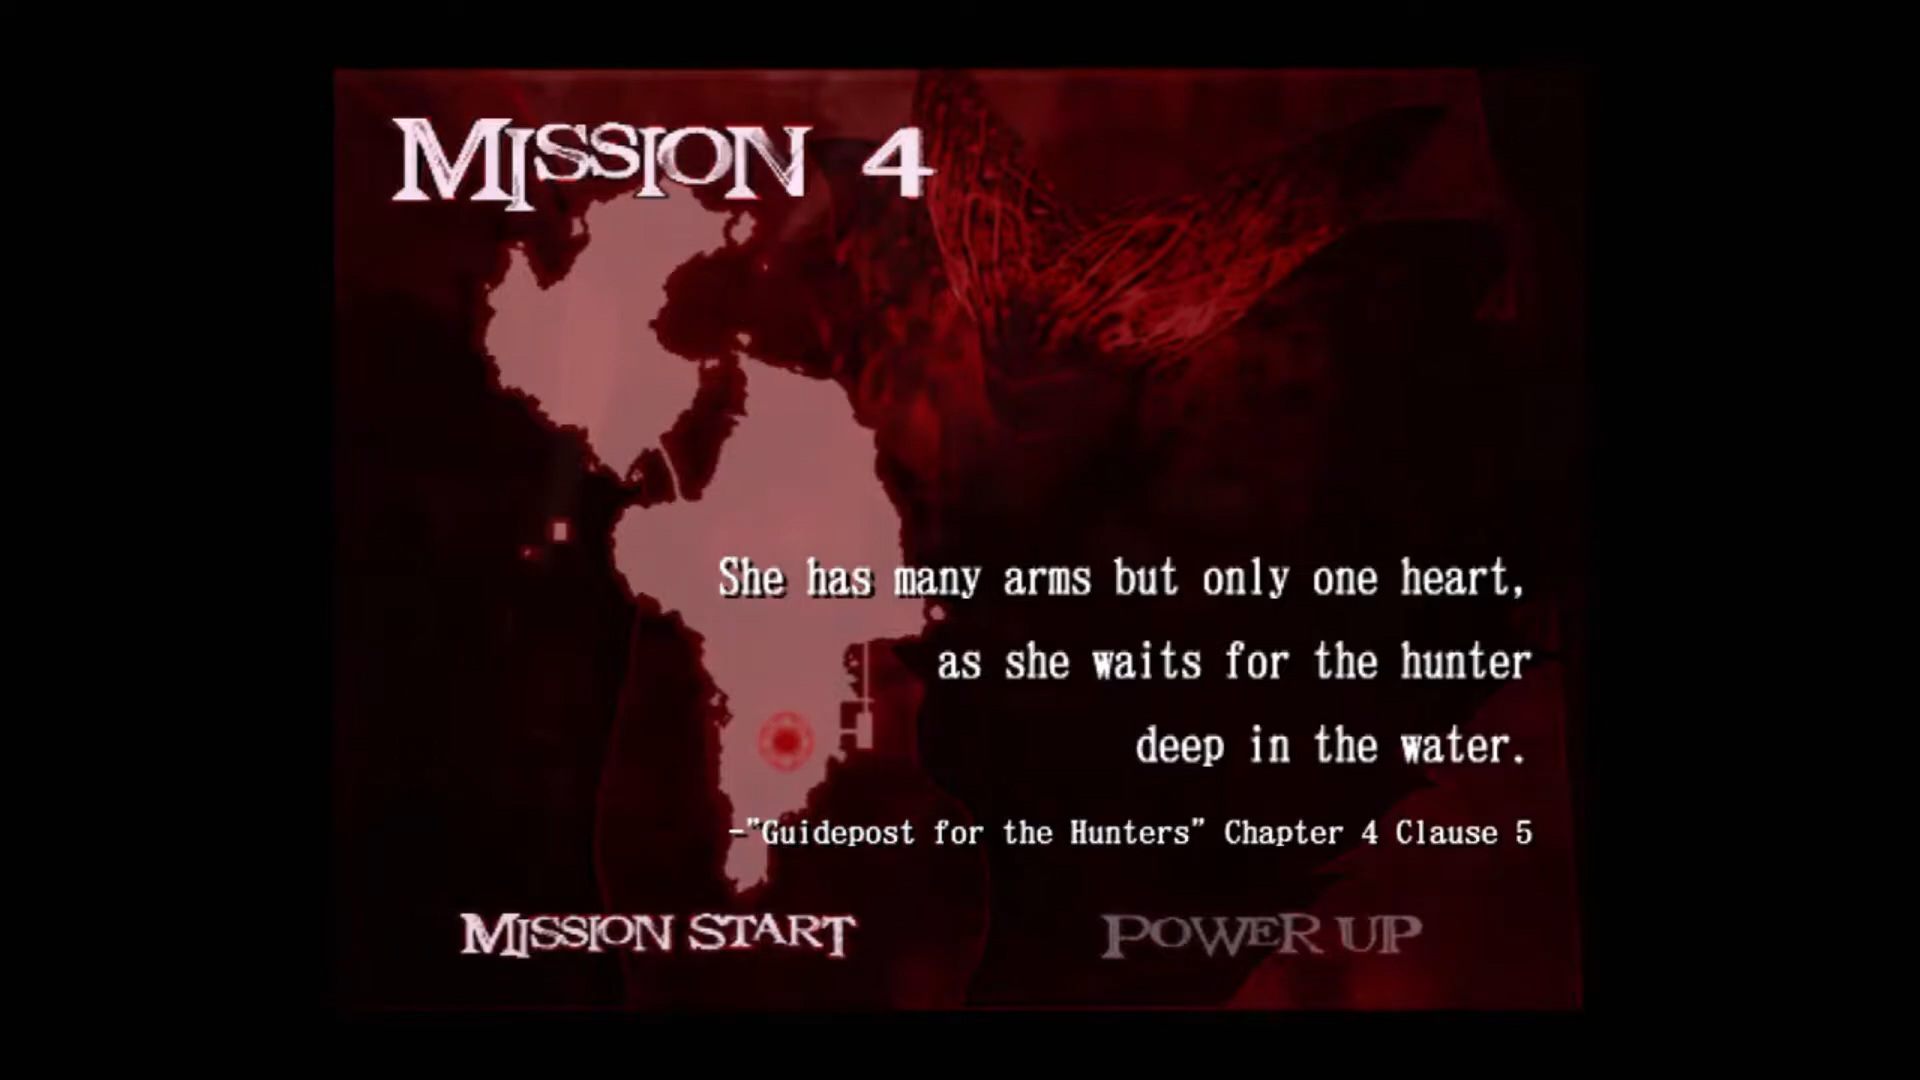 MISSION 4
She has many arms but only one heart,
as she waits for the hunter
deep in the water.
-"Guidepost for the Hunters" Chapter 4 Clause 5
MISSION START
POWER UP